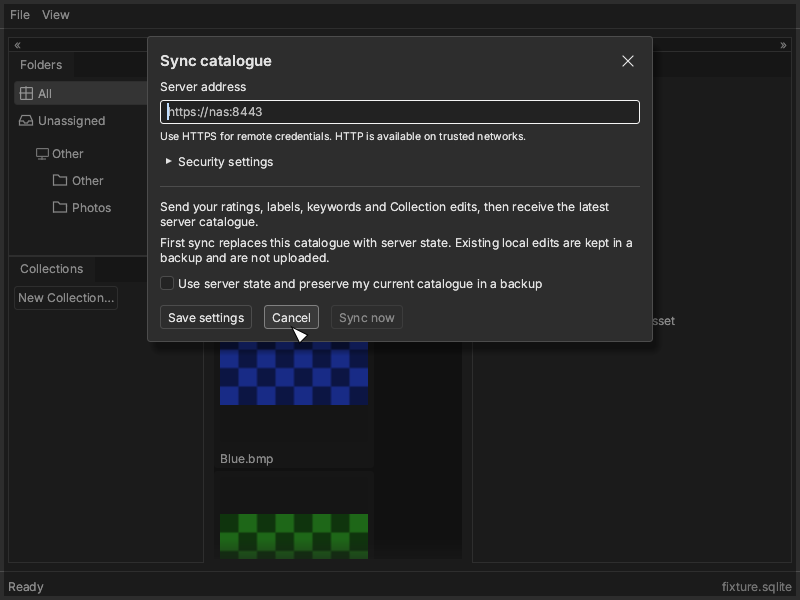 File View
« »
Folders
All
Unassigned
Other
Other
Photos
Collections
New Collection...
Sync catalogue
Server address
https://nas:8443
Use HTTPS for remote credentials. HTTP is available on trusted networks.
Security settings
Send your ratings, labels, keywords and Collection edits, then receive the latest
server catalogue.
First sync replaces this catalogue with server state. Existing local edits are kept in a
backup and are not uploaded.
Use server state and preserve my current catalogue in a backup
Save settings Cancel Sync now
sset
Blue.bmp
Ready fixture.sqlite